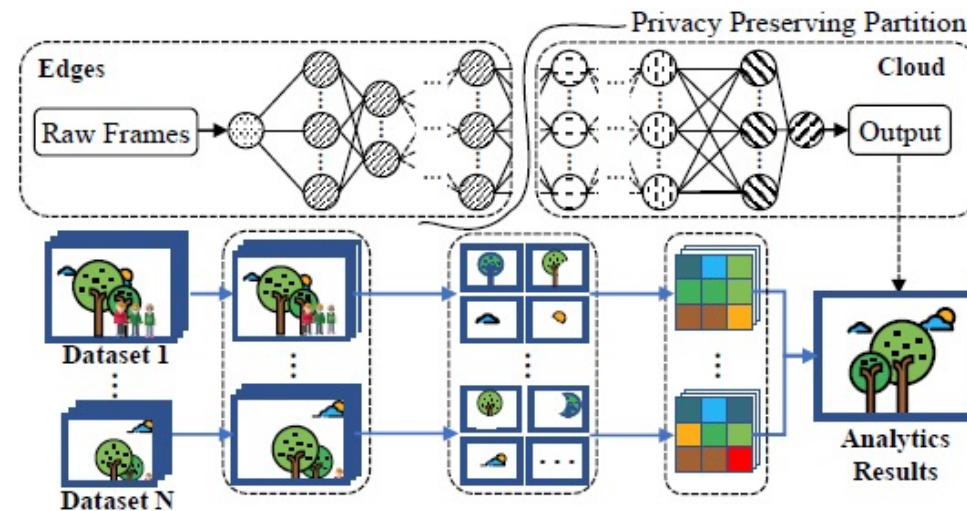 Privacy Preserving Partition
Edges
Cloud
Raw Frames
Output
Dataset 1
Dataset N
Analytics
Results